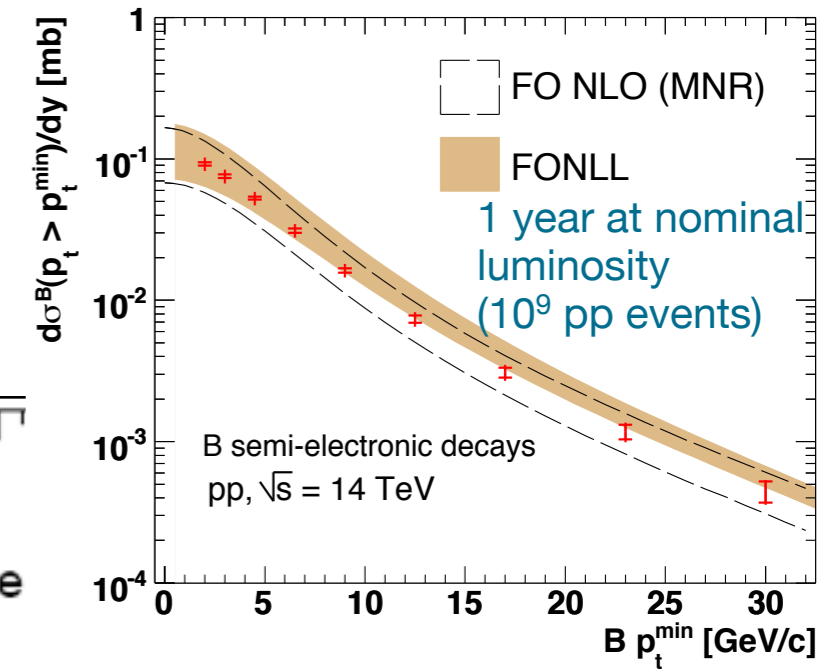 dσᴮ(pₜ > pₜᵐⁱⁿ)/dy [mb]
1
10⁻¹
10⁻²
10⁻³
10⁻⁴
FO NLO (MNR)
FONLL
1 year at nominal
luminosity
(10⁹ pp events)
B semi-electronic decays
pp, √s = 14 TeV
0 5 10 15 20 25 30
B pₜᵐⁱⁿ [GeV/c]
e